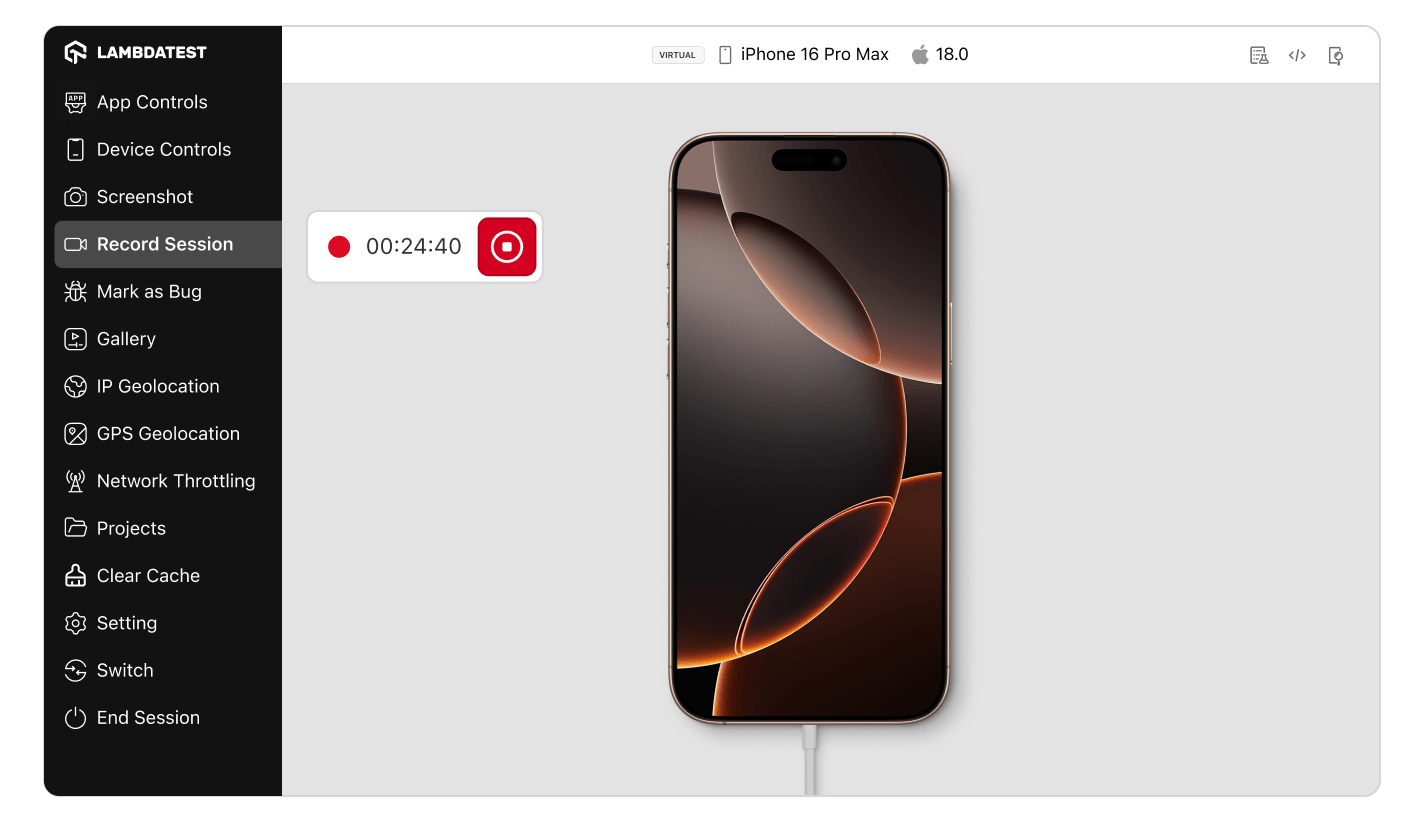 LAMBDATEST
VIRTUAL iPhone 16 Pro Max 18.0
APP
App Controls
Device Controls
Screenshot
Record Session
00:24:40
Mark as Bug
Gallery
IP Geolocation
GPS Geolocation
Network Throttling
Projects
Clear Cache
Setting
Switch
End Session